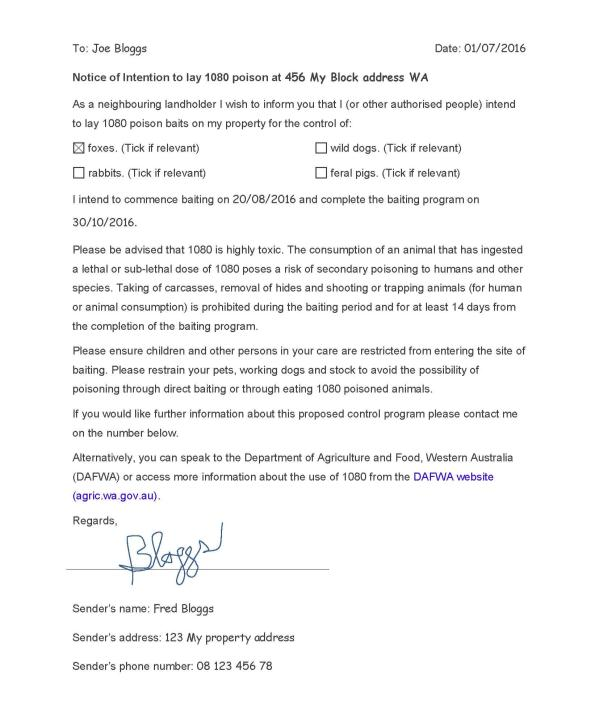 To: Joe Bloggs Date: 01/07/2016
Notice of Intention to lay 1080 poison at 456 My Block address WA
As a neighbouring landholder I wish to inform you that I (or other authorised people) intend
to lay 1080 poison baits on my property for the control of:
☒ foxes. (Tick if relevant) ☐ wild dogs. (Tick if relevant)
☐ rabbits. (Tick if relevant) ☐ feral pigs. (Tick if relevant)
I intend to commence baiting on 20/08/2016 and complete the baiting program on
30/10/2016.
Please be advised that 1080 is highly toxic. The consumption of an animal that has ingested
a lethal or sub-lethal dose of 1080 poses a risk of secondary poisoning to humans and other
species. Taking of carcasses, removal of hides and shooting or trapping animals (for human
or animal consumption) is prohibited during the baiting period and for at least 14 days from
the completion of the baiting program.
Please ensure children and other persons in your care are restricted from entering the site of
baiting. Please restrain your pets, working dogs and stock to avoid the possibility of
poisoning through direct baiting or through eating 1080 poisoned animals.
If you would like further information about this proposed control program please contact me
on the number below.
Alternatively, you can speak to the Department of Agriculture and Food, Western Australia
(DAFWA) or access more information about the use of 1080 from the DAFWA website
(agric.wa.gov.au).
Regards,
Bloggs
Sender's name: Fred Bloggs
Sender's address: 123 My property address
Sender's phone number: 08 123 456 78